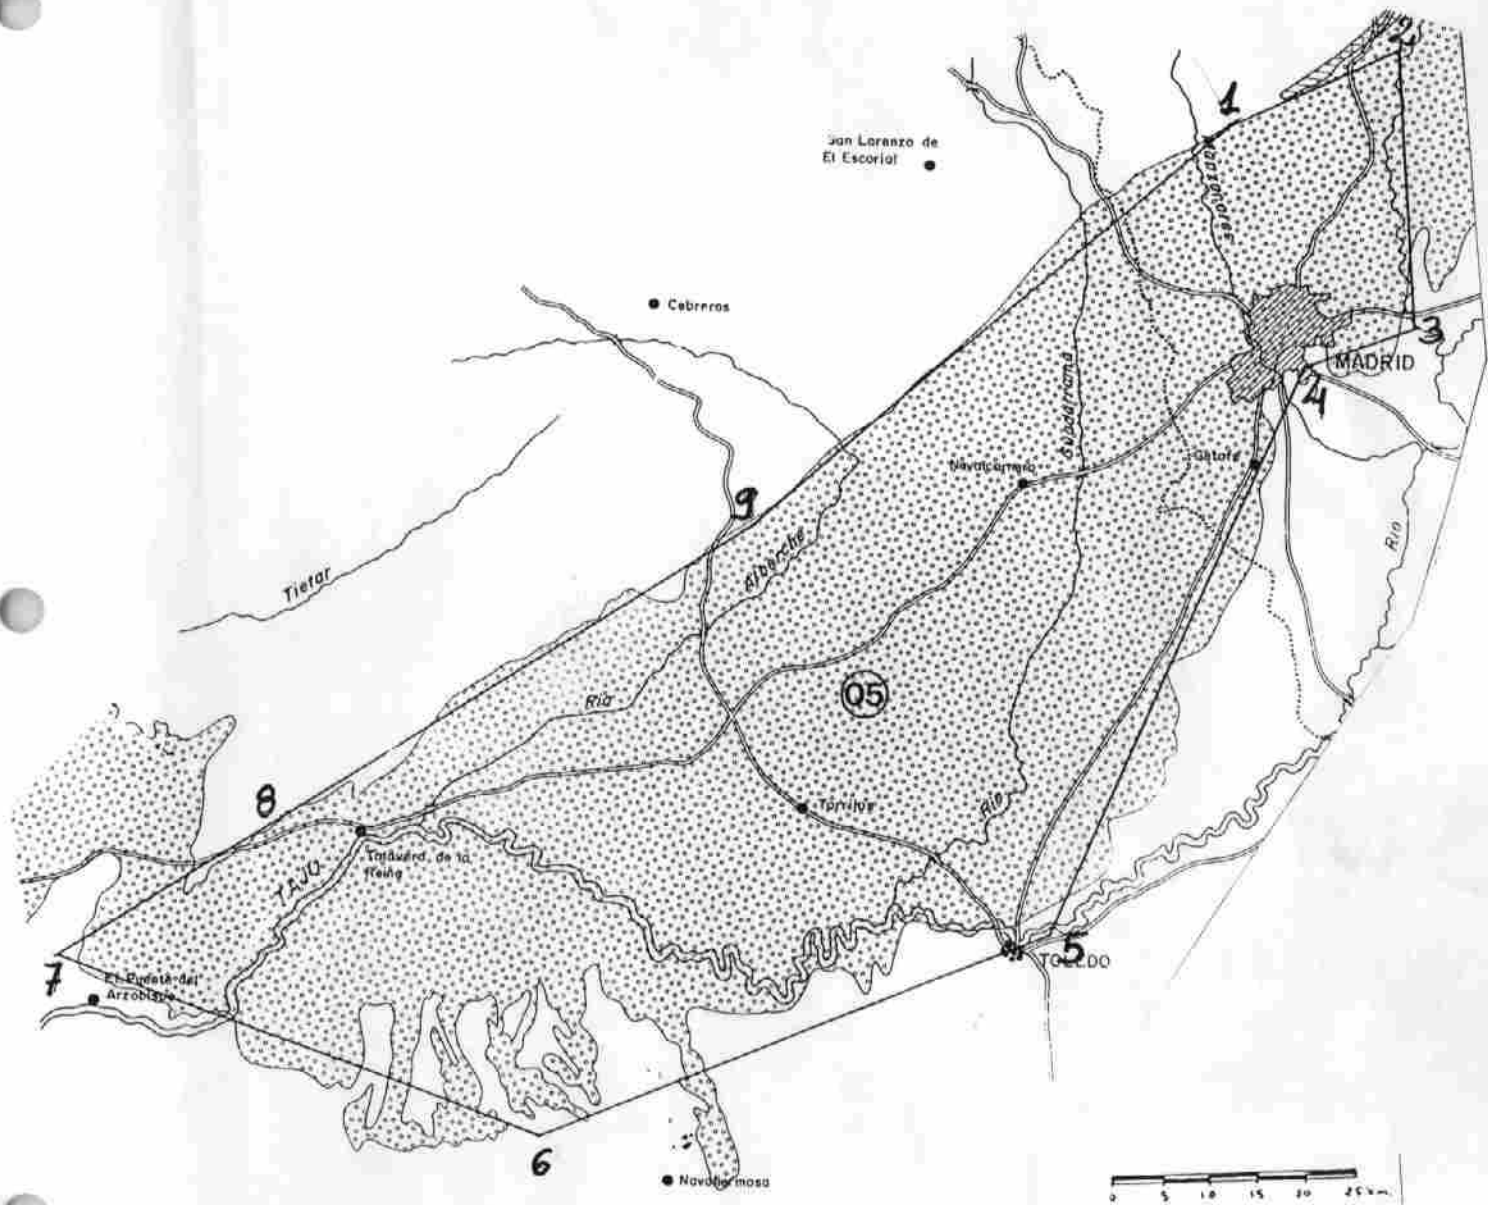 2
1
San Lorenzo de
El Escorial
Manzanares
Cebreros
3
MADRID
4
Guadarrama
Navalcarnero
Getafe
9
Rio
Alberche
Tietar
05
Rio
8
Torrijos
Rio
Talavera de la
Reina
TAJO
5
TOLEDO
7
El Puente del
Arzobispo
6
Navahermosa
0 5 10 15 20 25 km.